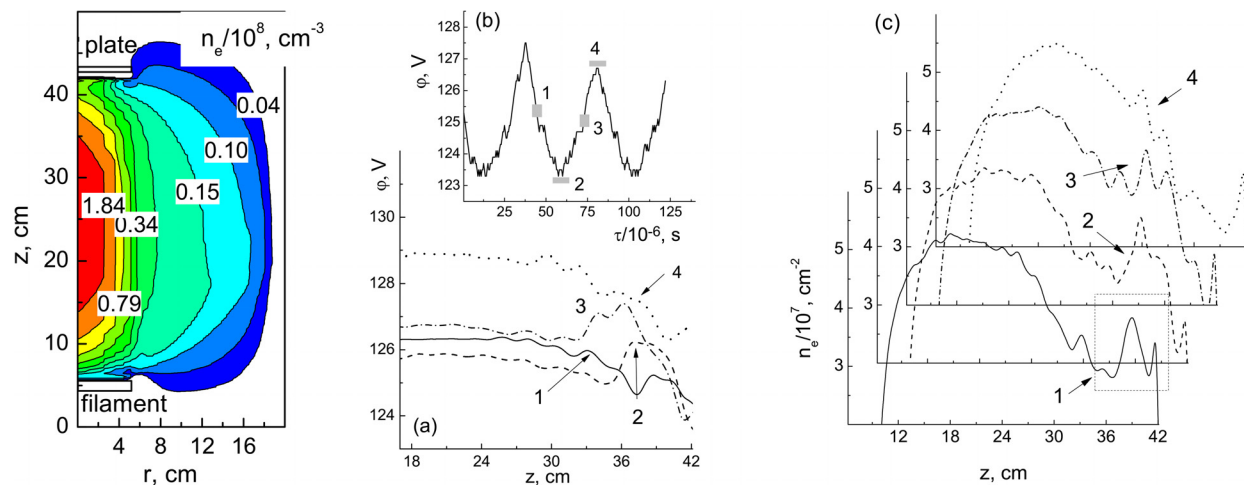 plate
n_e/10^8, cm^-3
0.04
0.10
0.15
1.84
0.34
0.79
filament
z, cm
40
30
20
10
0
4 8 12 16
r, cm
(b)
φ, V
128
127
126
125
124
123
1
2
3
4
25 50 75 100 125
τ/10^-6, s
φ, V
130
128
126
124
1
2
3
4
(a)
18 24 30 36 42
z, cm
(c)
n_e/10^7, cm^-2
5
4
3
5
4
3
5
4
3
5
4
3
1
2
3
4
12 18 24 30 36 42
z, cm